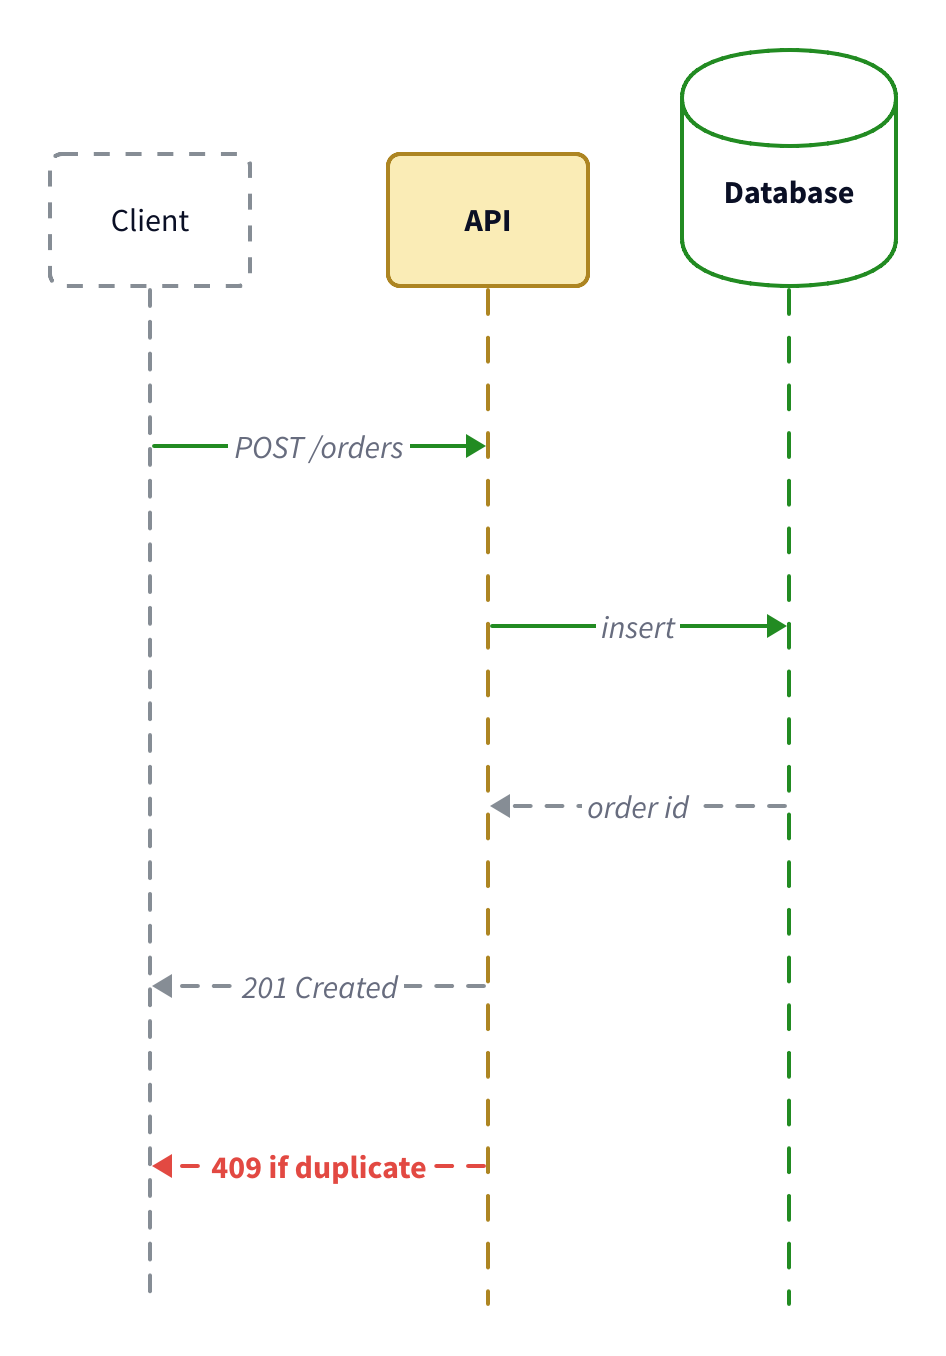 Client
API
Database
POST /orders
insert
order id
201 Created
409 if duplicate